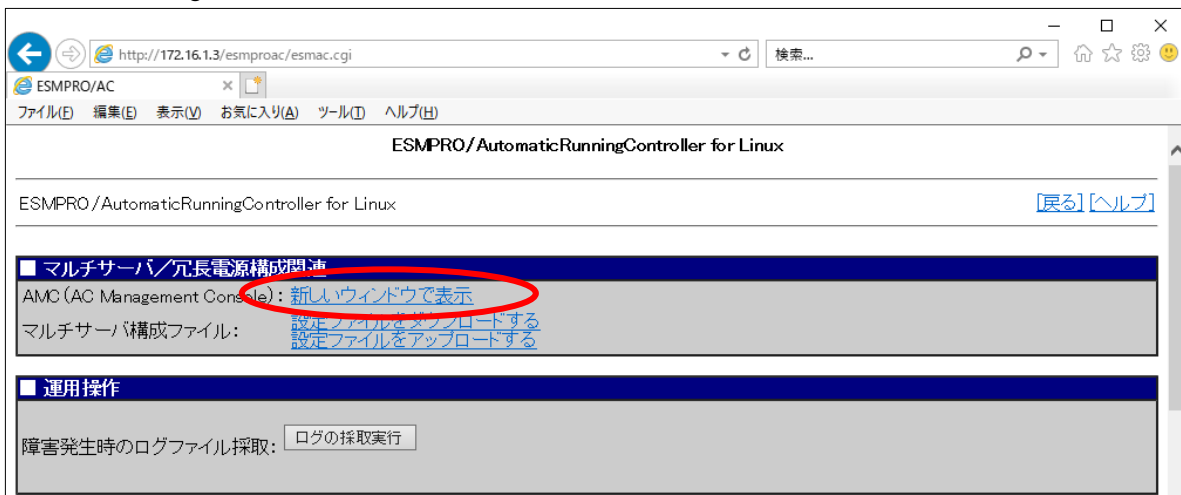 http://172.16.1.3/esmproac/esmac.cgi
検索...
ESMPRO/AC
ファイル(F) 編集(E) 表示(V) お気に入り(A) ツール(T) ヘルプ(H)
ESMPRO/AutomaticRunningController for Linux
ESMPRO/AutomaticRunningController for Linux
[戻る] [ヘルプ]
■ マルチサーバ/冗長電源構成関連
AMC(AC Management Console): 新しいウィンドウで表示
マルチサーバ構成ファイル: 設定ファイルをダウンロードする
設定ファイルをアップロードする
■ 運用操作
障害発生時のログファイル採取: ログの採取実行